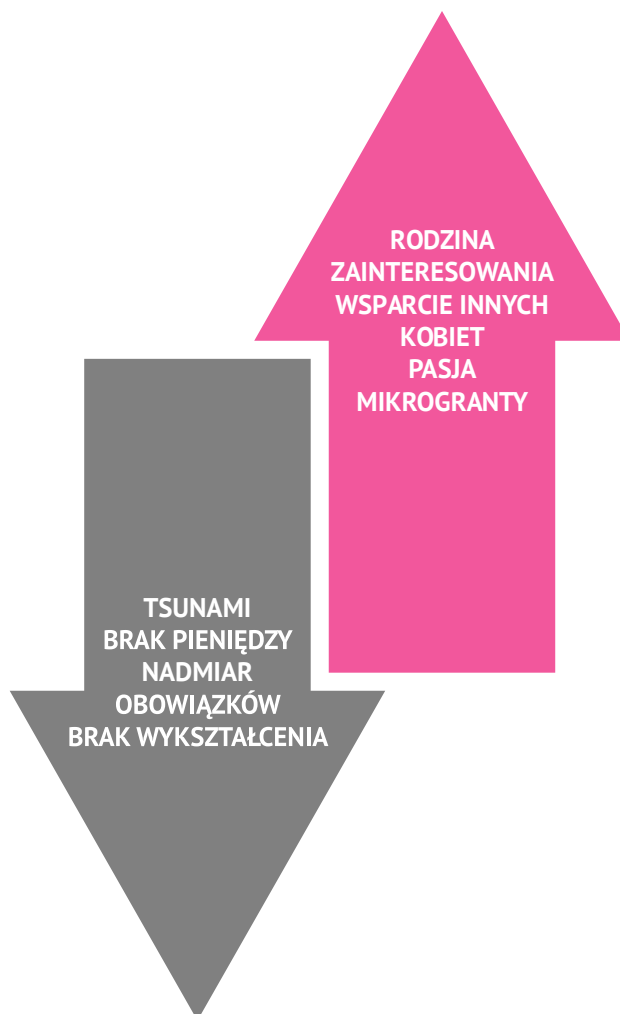 RODZINA
ZAINTERESOWANIA
WSPARCIE INNYCH
KOBIET
PASJA
MIKROGRANTY
TSUNAMI
BRAK PIENIĘDZY
NADMIAR
OBOWIĄZKÓW
BRAK WYKSZTAŁCENIA